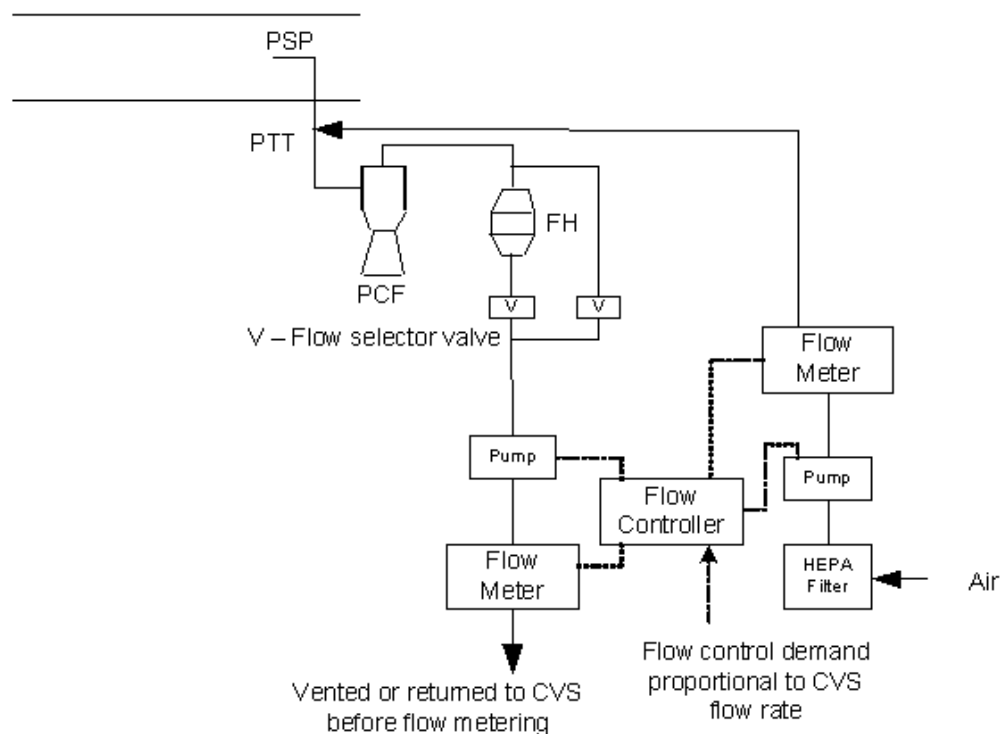 PSP
PTT
FH
PCF
V
V
V – Flow selector valve
Flow
Meter
Pump
Pump
Flow
Controller
Flow
Meter
HEPA
Filter
Air
Vented or returned to CVS
before flow metering
Flow control demand
proportional to CVS
flow rate